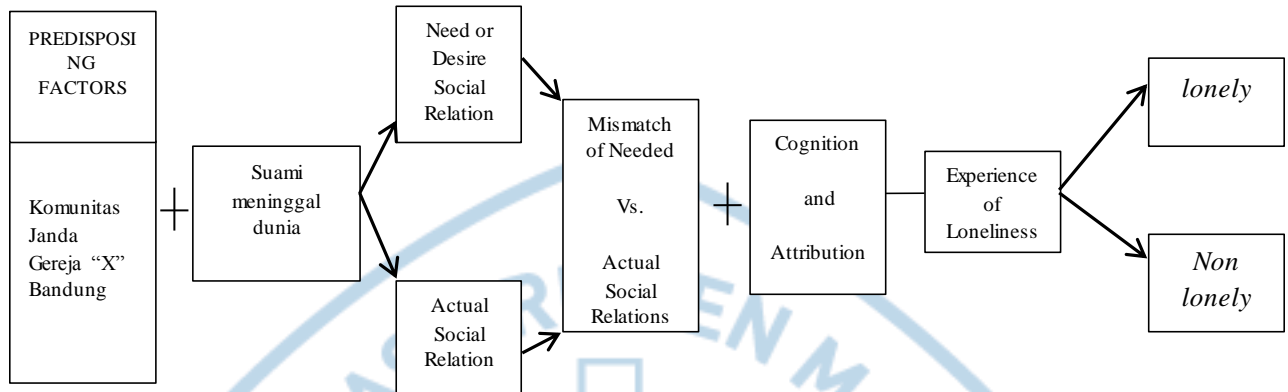 PREDISPOSI
NG
FACTORS
Komunitas
Janda
Gereja “X”
Bandung
+
Suami
meninggal
dunia
Need or
Desire
Social
Relation
Actual
Social
Relation
Mismatch
of Needed
Vs.
Actual
Social
Relations
+
Cognition
and
Attribution
Experience
of
Loneliness
lonely
Non
lonely